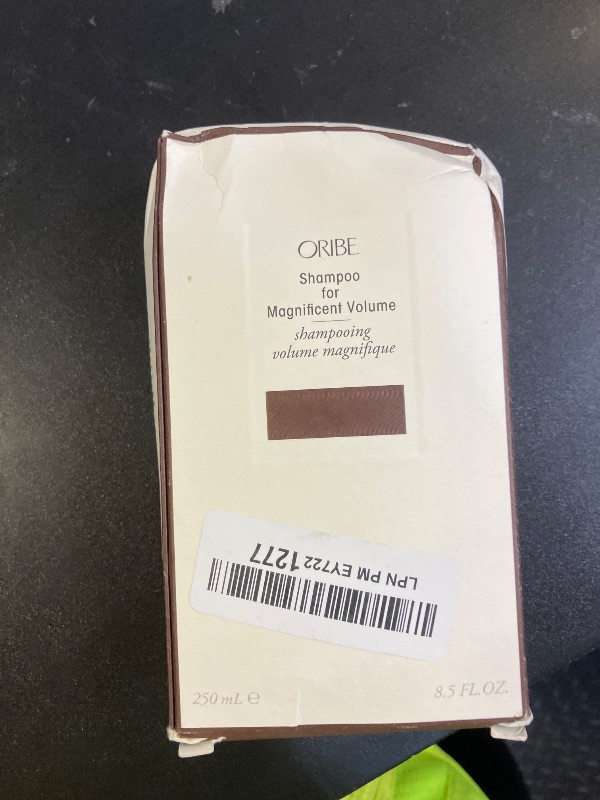 ORIBE
Shampoo
for
Magnificent Volume
shampooing
volume magnifique
LPN PM EY722 1277
250 mL ℮
8.5 FL.OZ.